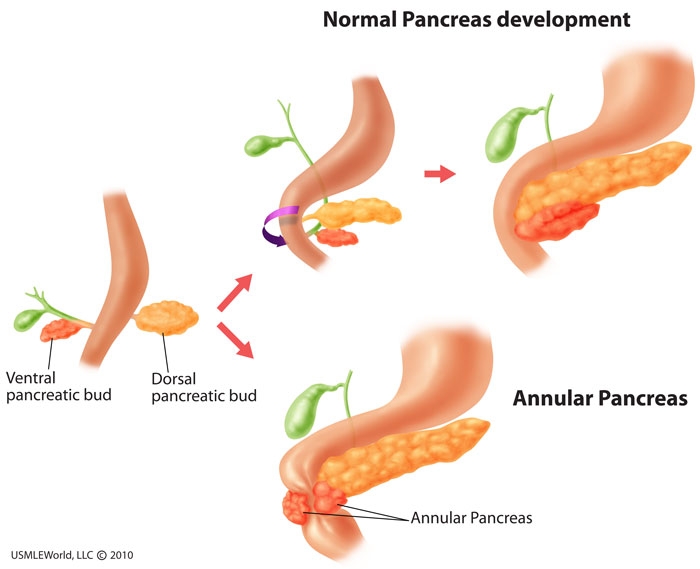 Normal Pancreas development
Ventral
pancreatic bud
Dorsal
pancreatic bud
Annular Pancreas
Annular Pancreas
USMLEWorld, LLC © 2010